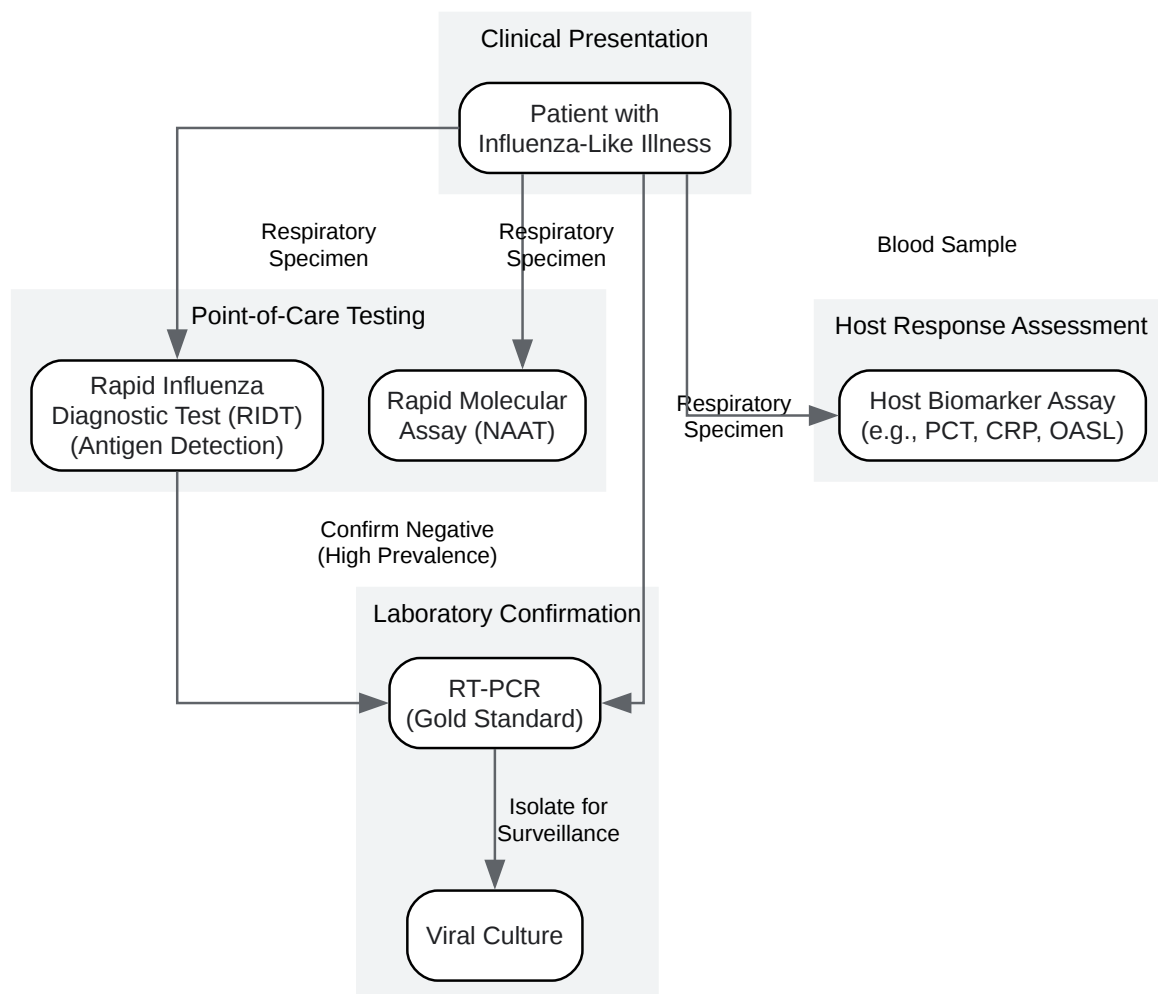 Clinical Presentation
Patient with
Influenza-Like Illness
Respiratory
Specimen
Respiratory
Specimen
Blood Sample
Point-of-Care Testing
Rapid Influenza
Diagnostic Test (RIDT)
(Antigen Detection)
Rapid Molecular
Assay (NAAT)
Respiratory
Specimen
Host Response Assessment
Host Biomarker Assay
(e.g., PCT, CRP, OASL)
Confirm Negative
(High Prevalence)
Laboratory Confirmation
RT-PCR
(Gold Standard)
Isolate for
Surveillance
Viral Culture